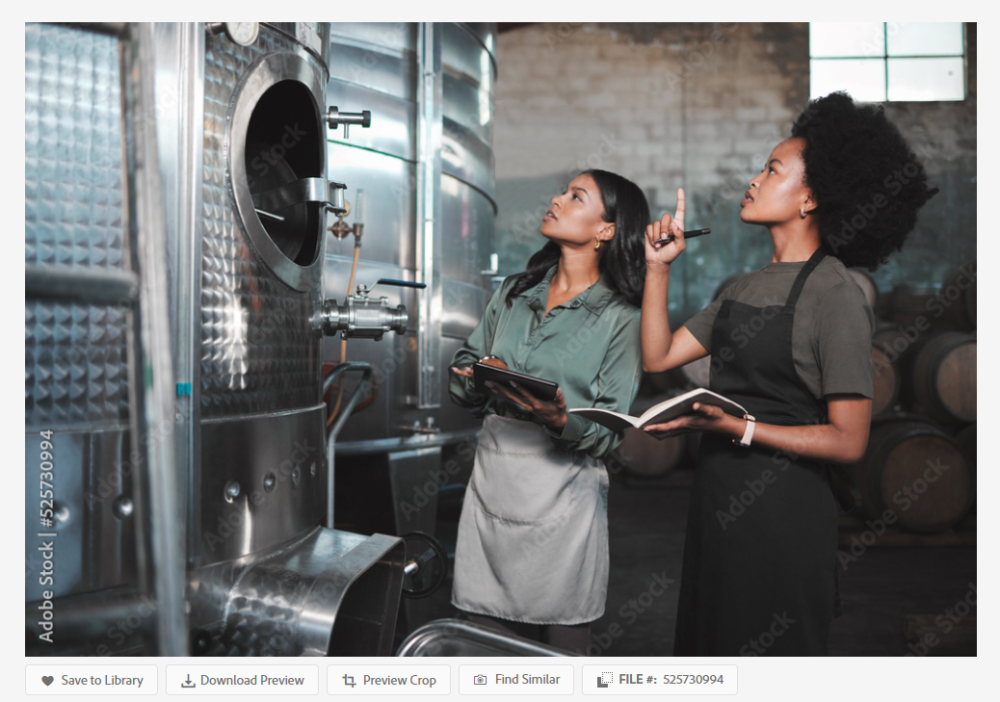 Adobe Stock | #525730994
Save to Library
Download Preview
Preview Crop
Find Similar
FILE #: 525730994